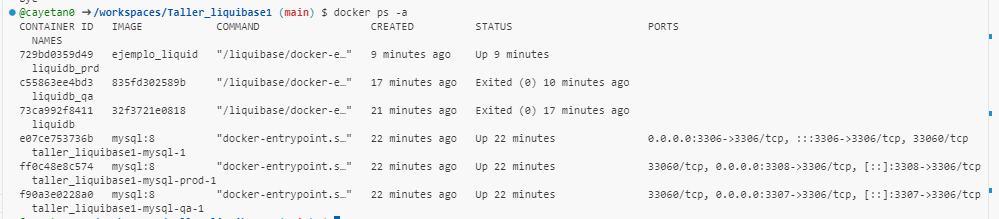 @cayetan0 →/workspaces/Taller_liquibase1 (main) $ docker ps -a
CONTAINER ID   IMAGE            COMMAND                  CREATED          STATUS                      PORTS
  NAMES
729bd0359d49   ejemplo_liquid   "/liquibase/docker-e…"   9 minutes ago    Up 9 minutes
  liquidb_prd
c55863ee4bd3   835fd302589b     "/liquibase/docker-e…"   17 minutes ago   Exited (0) 10 minutes ago
  liquidb_qa
73ca992f8411   32f3721e0818     "/liquibase/docker-e…"   21 minutes ago   Exited (0) 17 minutes ago
  liquidb
e07ce753736b   mysql:8          "docker-entrypoint.s…"   22 minutes ago   Up 22 minutes               0.0.0.0:3306->3306/tcp, :::3306->3306/tcp, 33060/tcp
  taller_liquibase1-mysql-1
ff0c48e8c574   mysql:8          "docker-entrypoint.s…"   22 minutes ago   Up 22 minutes               33060/tcp, 0.0.0.0:3308->3306/tcp, [::]:3308->3306/tcp
  taller_liquibase1-mysql-prod-1
f90a3e0228a0   mysql:8          "docker-entrypoint.s…"   22 minutes ago   Up 22 minutes               33060/tcp, 0.0.0.0:3307->3306/tcp, [::]:3307->3306/tcp
  taller_liquibase1-mysql-qa-1